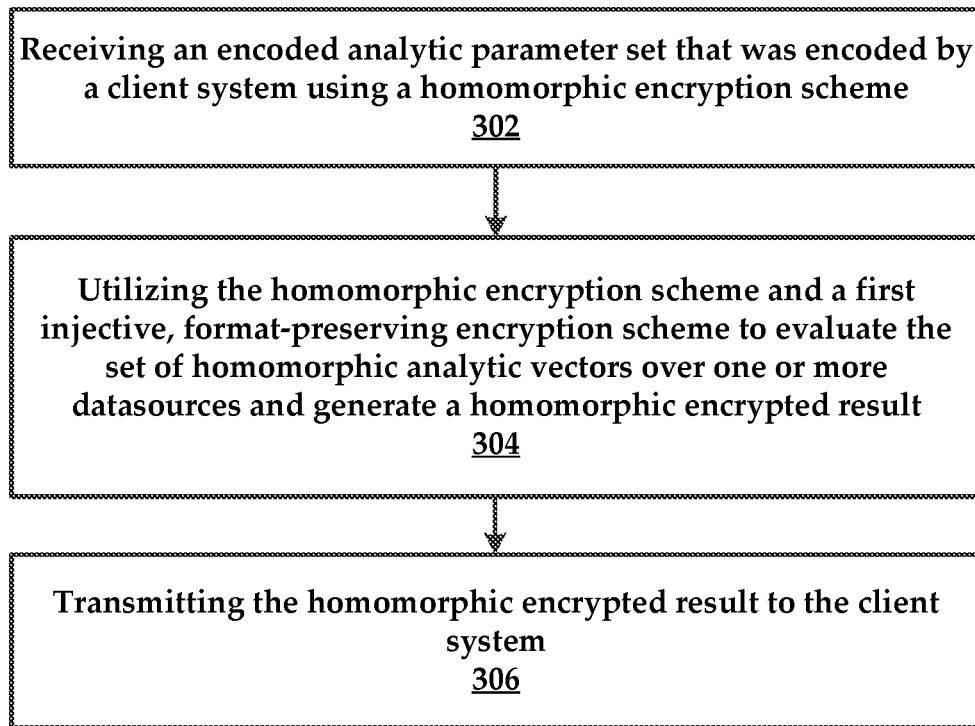 Receiving an encoded analytic parameter set that was encoded by
a client system using a homomorphic encryption scheme
302
Utilizing the homomorphic encryption scheme and a first
injective, format-preserving encryption scheme to evaluate the
set of homomorphic analytic vectors over one or more
datasources and generate a homomorphic encrypted result
304
Transmitting the homomorphic encrypted result to the client
system
306